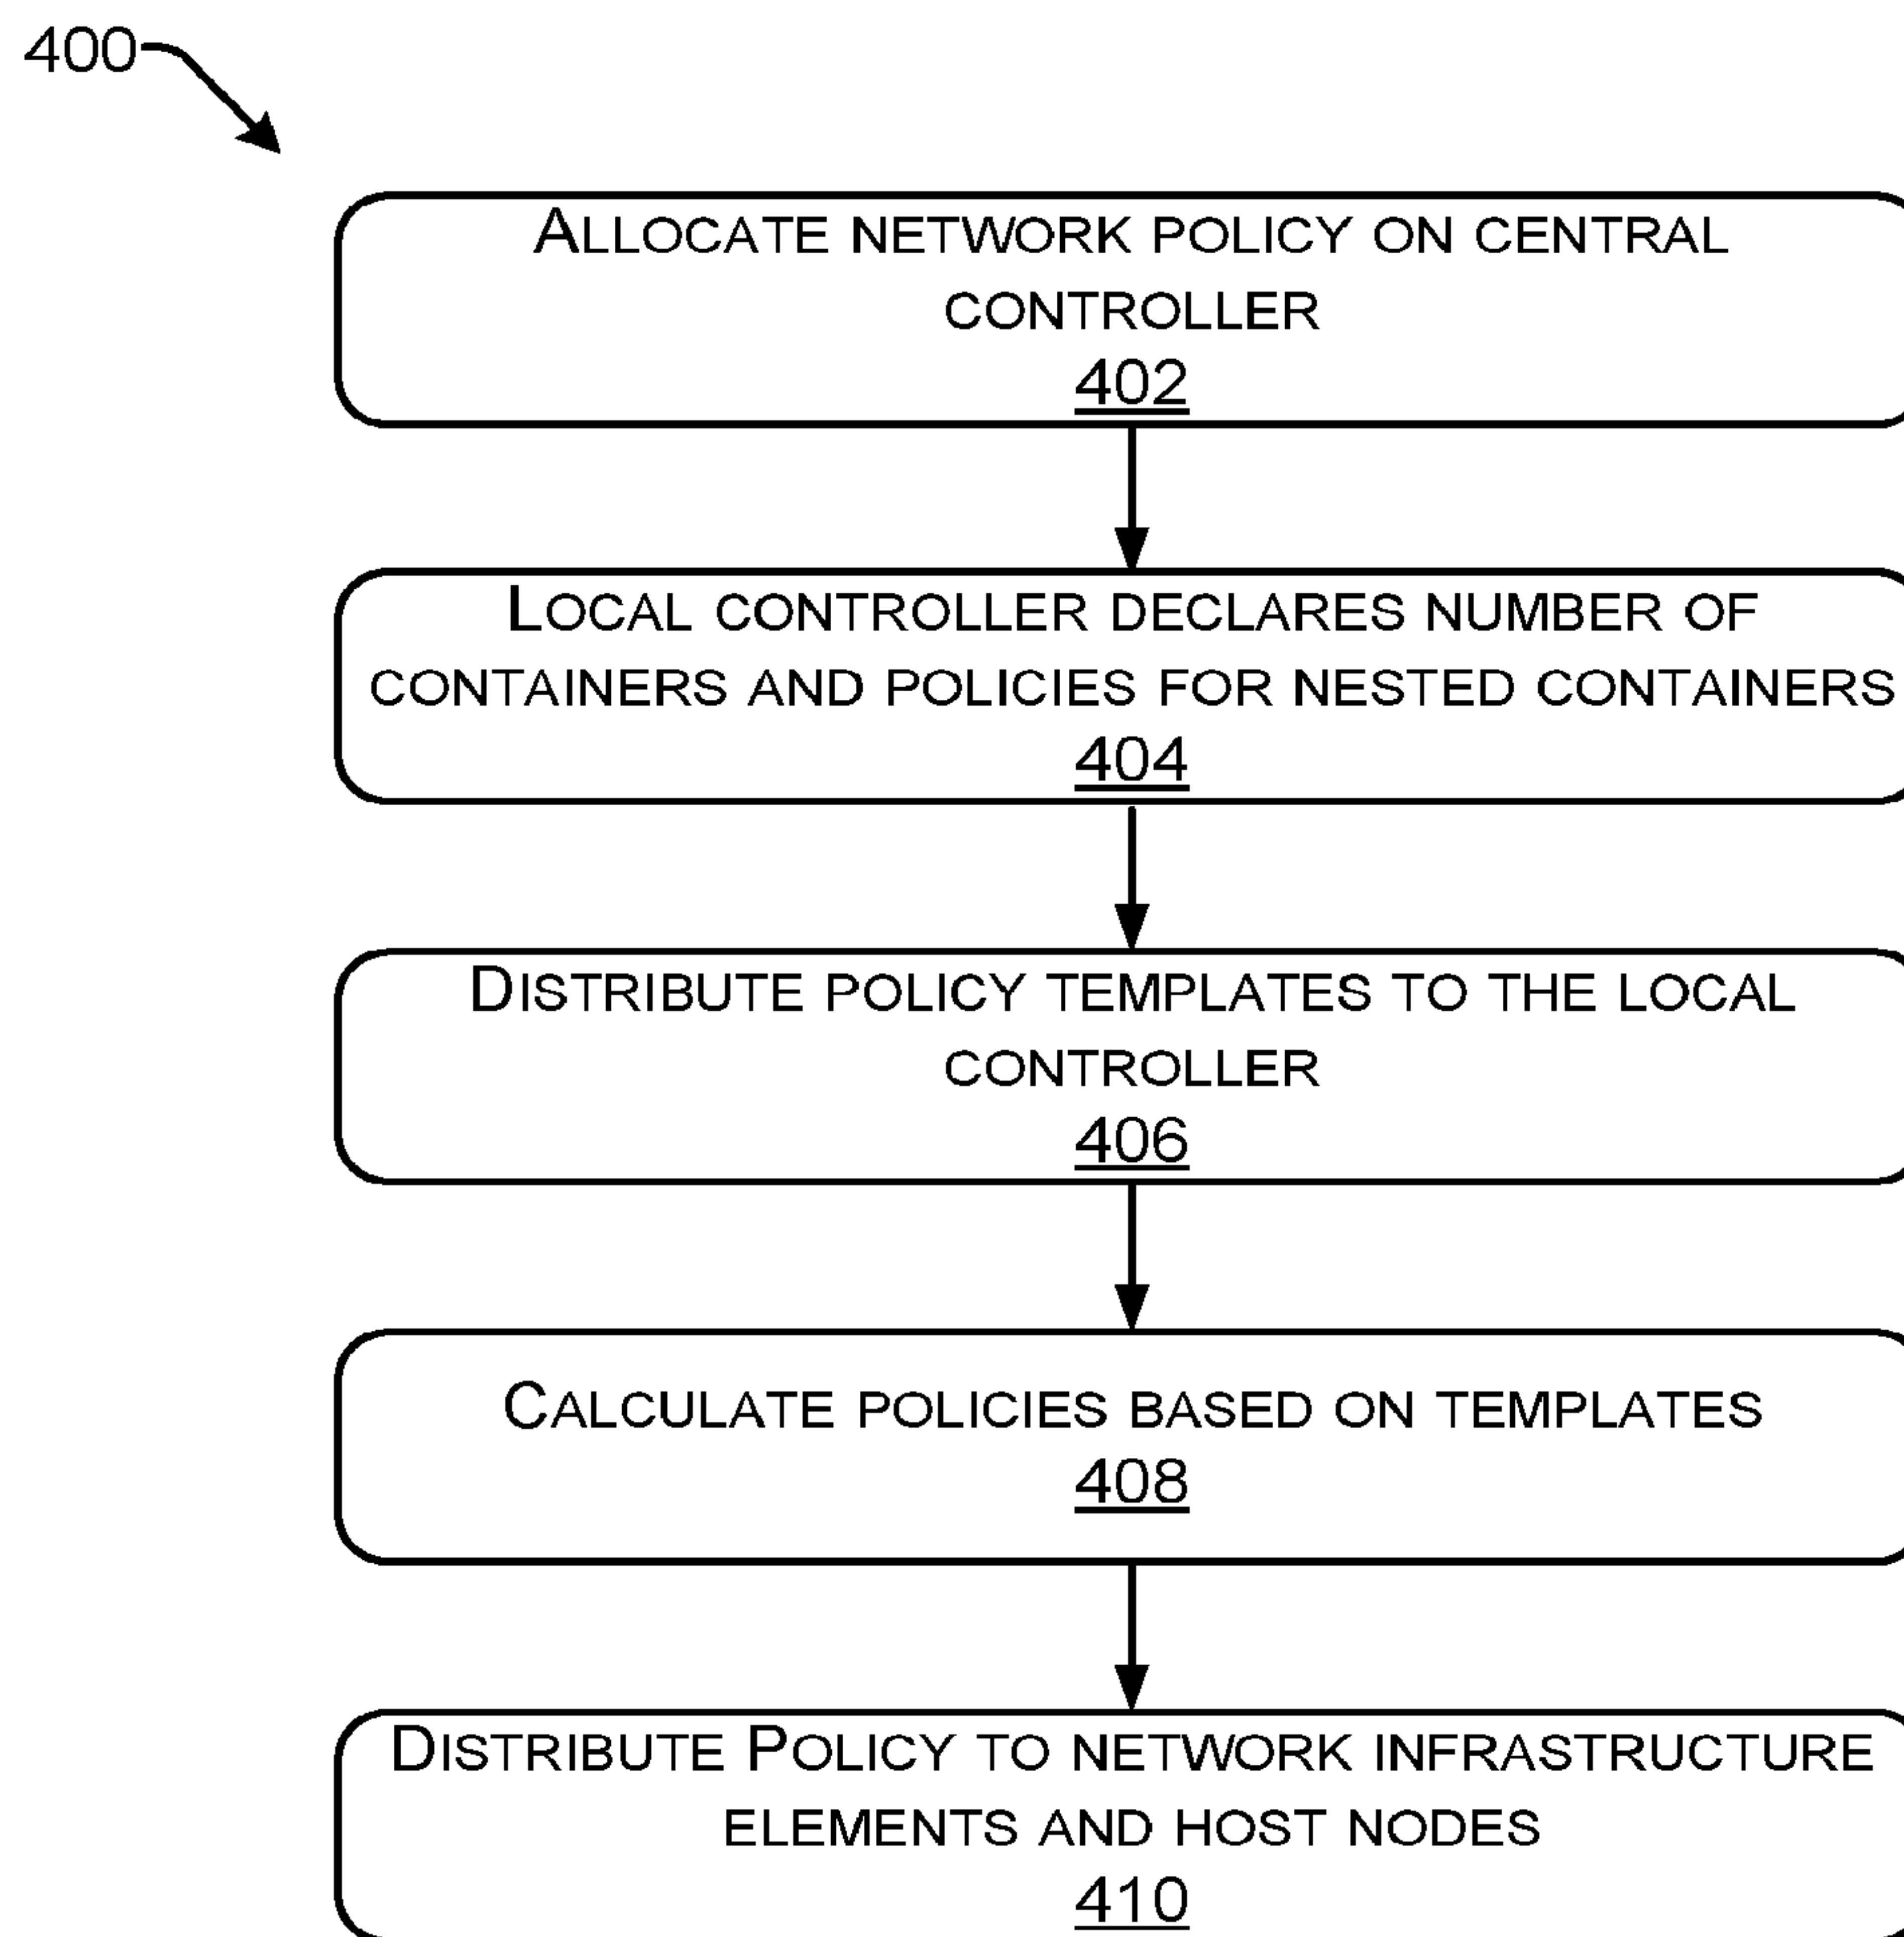 400
ALLOCATE NETWORK POLICY ON CENTRAL
CONTROLLER
402
LOCAL CONTROLLER DECLARES NUMBER OF
CONTAINERS AND POLICIES FOR NESTED CONTAINERS
404
DISTRIBUTE POLICY TEMPLATES TO THE LOCAL
CONTROLLER
406
CALCULATE POLICIES BASED ON TEMPLATES
408
DISTRIBUTE POLICY TO NETWORK INFRASTRUCTURE
ELEMENTS AND HOST NODES
410